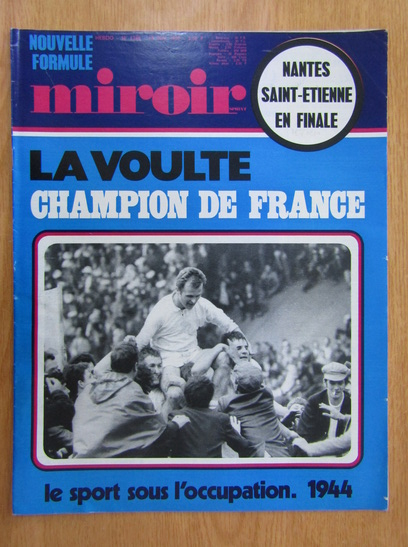 NOUVELLE
FORMULE
miroir
NANTES
SAINT-ETIENNE
EN FINALE
LA VOULTE
CHAMPION DE FRANCE
le sport sous l'occupation. 1944